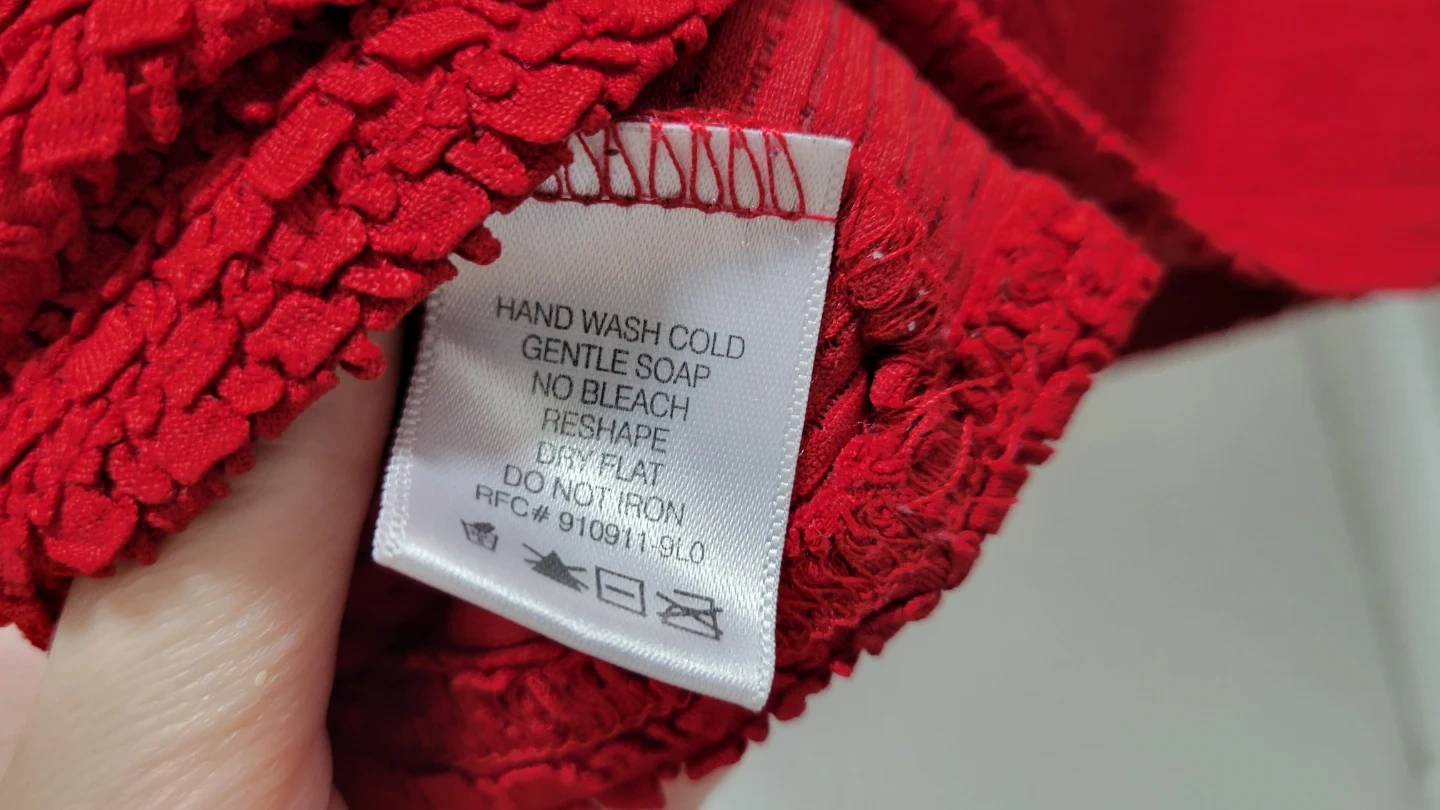 HAND WASH COLD
GENTLE SOAP
NO BLEACH
RESHAPE
DRY FLAT
DO NOT IRON
RFC# 910911-9L0